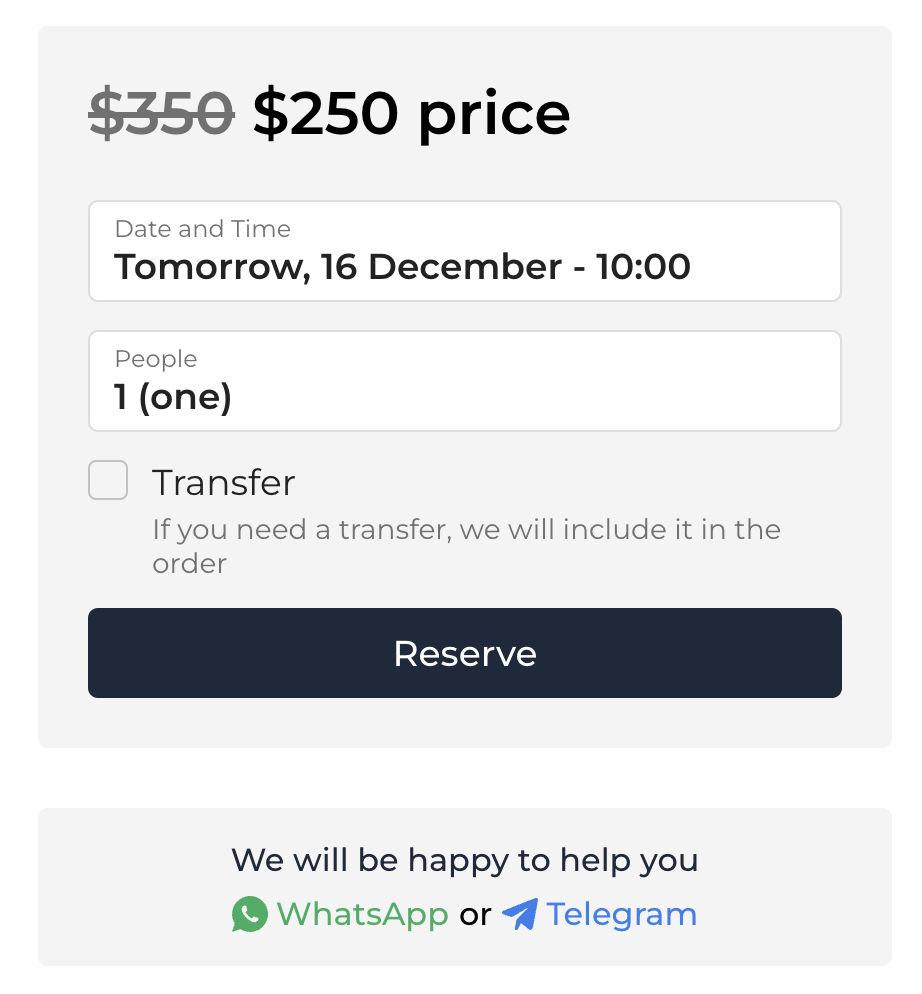 $350 $250 price
Date and Time
Tomorrow, 16 December - 10:00
People
1 (one)
Transfer
If you need a transfer, we will include it in the
order
Reserve
We will be happy to help you
WhatsApp or Telegram